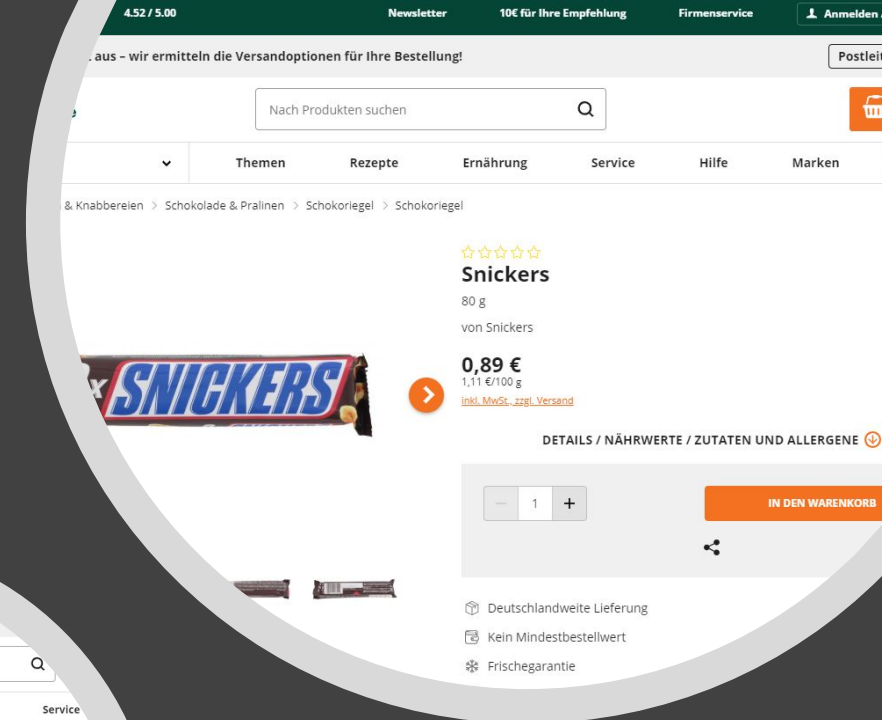 4.52 / 5.00 Newsletter 10€ für Ihre Empfehlung Firmenservice Anmelden
aus – wir ermitteln die Versandoptionen für Ihre Bestellung!
Nach Produkten suchen
Themen Rezepte Ernährung Service Hilfe Marken
& Knabbereien > Schokolade & Pralinen > Schokoriegel > Schokoriegel
Snickers
80 g
von Snickers
0,89 €
1,11 €/100 g
inkl. MwSt., zzgl. Versand
SNICKERS
DETAILS / NÄHRWERTE / ZUTATEN UND ALLERGENE
1
IN DEN WARENKORB
Deutschlandweite Lieferung
Kein Mindestbestellwert
Frischegarantie
Service